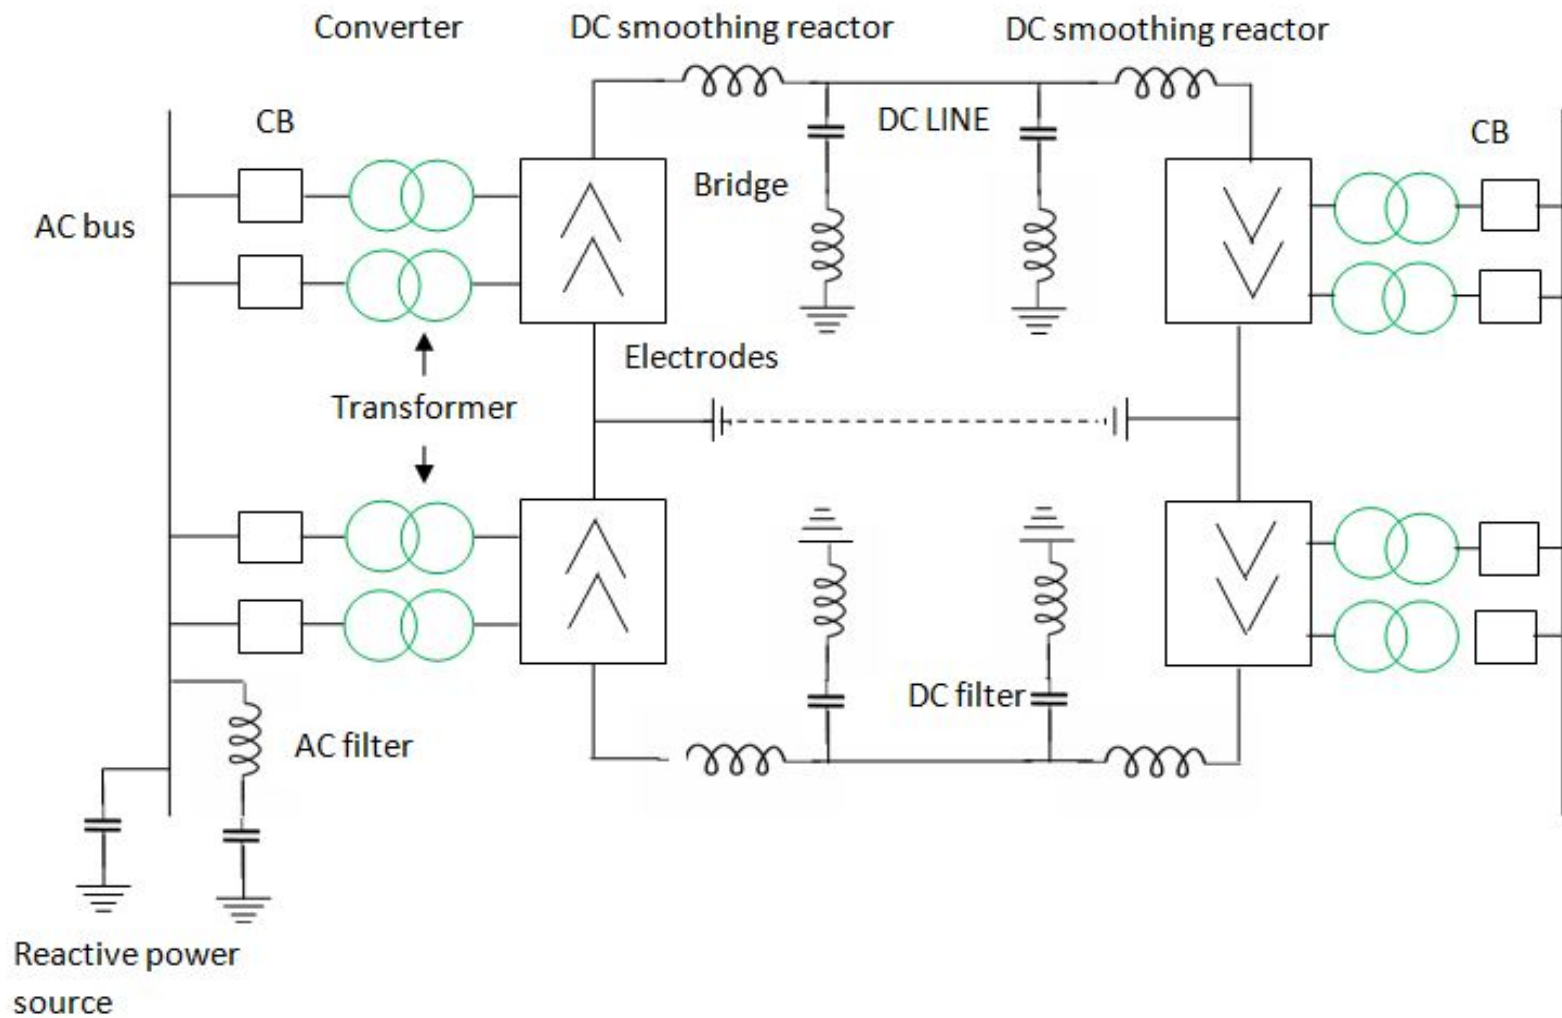 Converter
DC smoothing reactor
DC smoothing reactor
CB
DC LINE
CB
Bridge
AC bus
Electrodes
Transformer
DC filter
AC filter
Reactive power
source